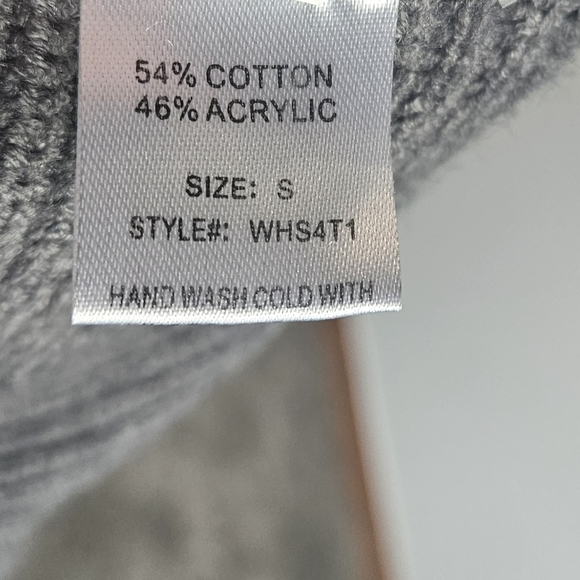 54% COTTON
46% ACRYLIC
SIZE: S
STYLE#: WHS4T1
HAND WASH COLD WITH